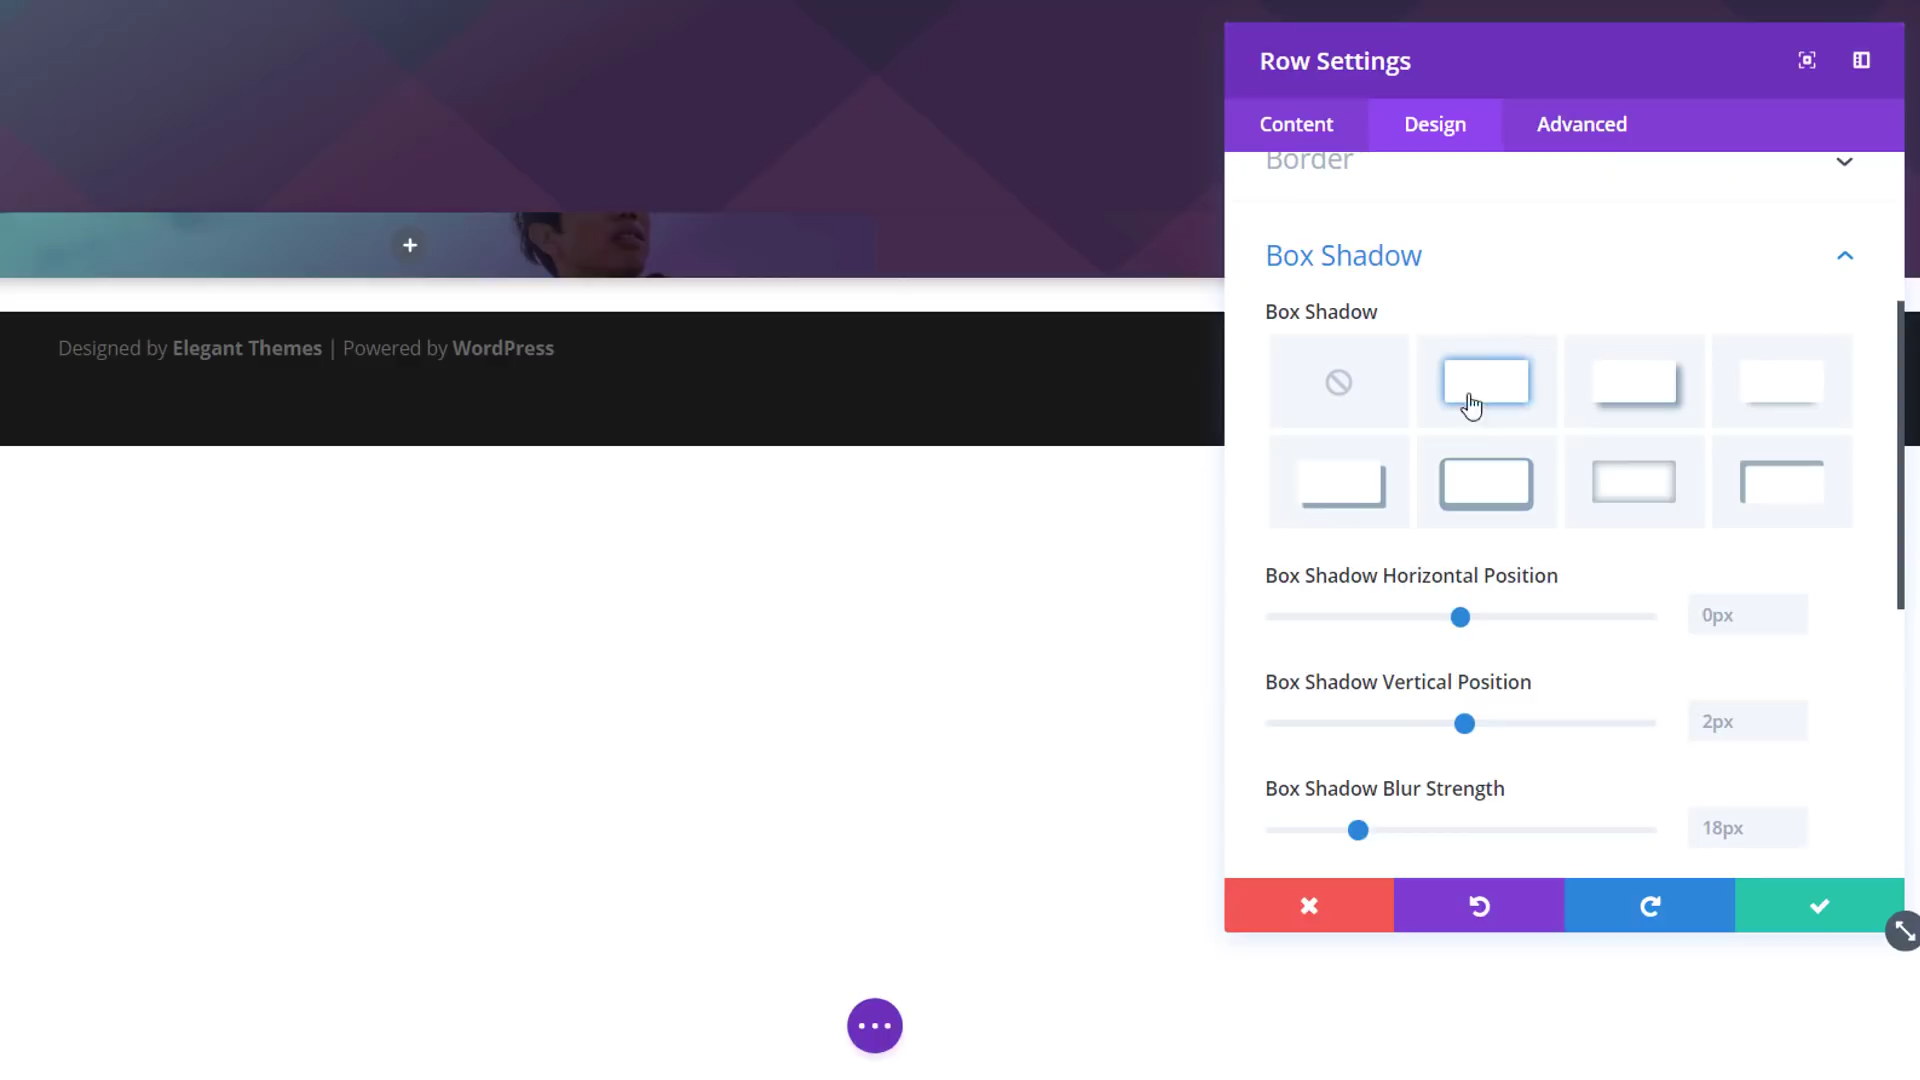 Row Settings
Content
Design
Advanced
Border
Box Shadow
Box Shadow
Box Shadow Horizontal Position
0px
Box Shadow Vertical Position
2px
Box Shadow Blur Strength
18px
Designed by Elegant Themes | Powered by WordPress